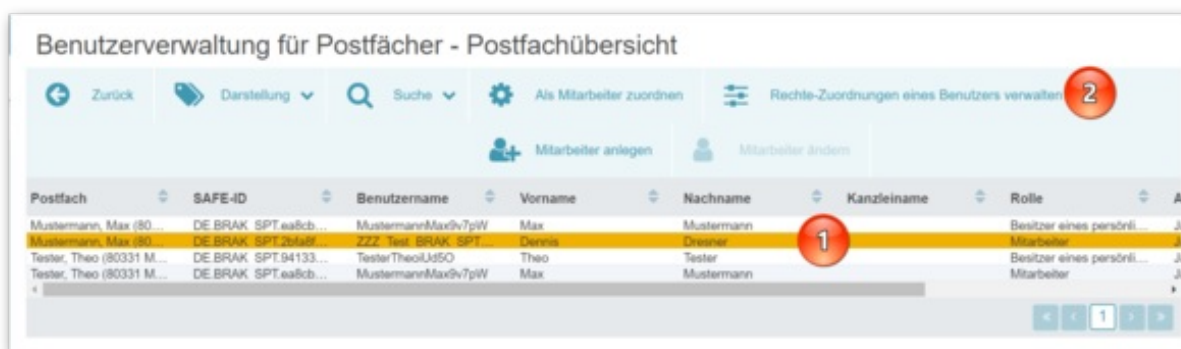 Benutzerverwaltung für Postfächer - Postfachübersicht
Zurück Darstellung Suche Als Mitarbeiter zuordnen Rechte-Zuordnungen eines Benutzers verwalten 2
Mitarbeiter anlegen Mitarbeiter ändern
Postfach SAFE-ID Benutzername Vorname Nachname Kanzleiname Rolle A
Mustermann, Max (80... DE.BRAK_SPT.ea8cb... MustermannMax9v7pW Max Mustermann Besitzer eines persönli...
Mustermann, Max (80... DE.BRAK_SPT.2bfa8f... ZZZ_Test_BRAK_SPT... Dennis Dresner 1 Mitarbeiter
Tester, Theo (80331 M... DE.BRAK_SPT.94133... Theo Tester Besitzer eines persönli...
Tester, Theo (80331 M... DE.BRAK_SPT.ea8cb... MustermannMax9v7pW Max Mustermann Mitarbeiter
« ‹ 1 › »